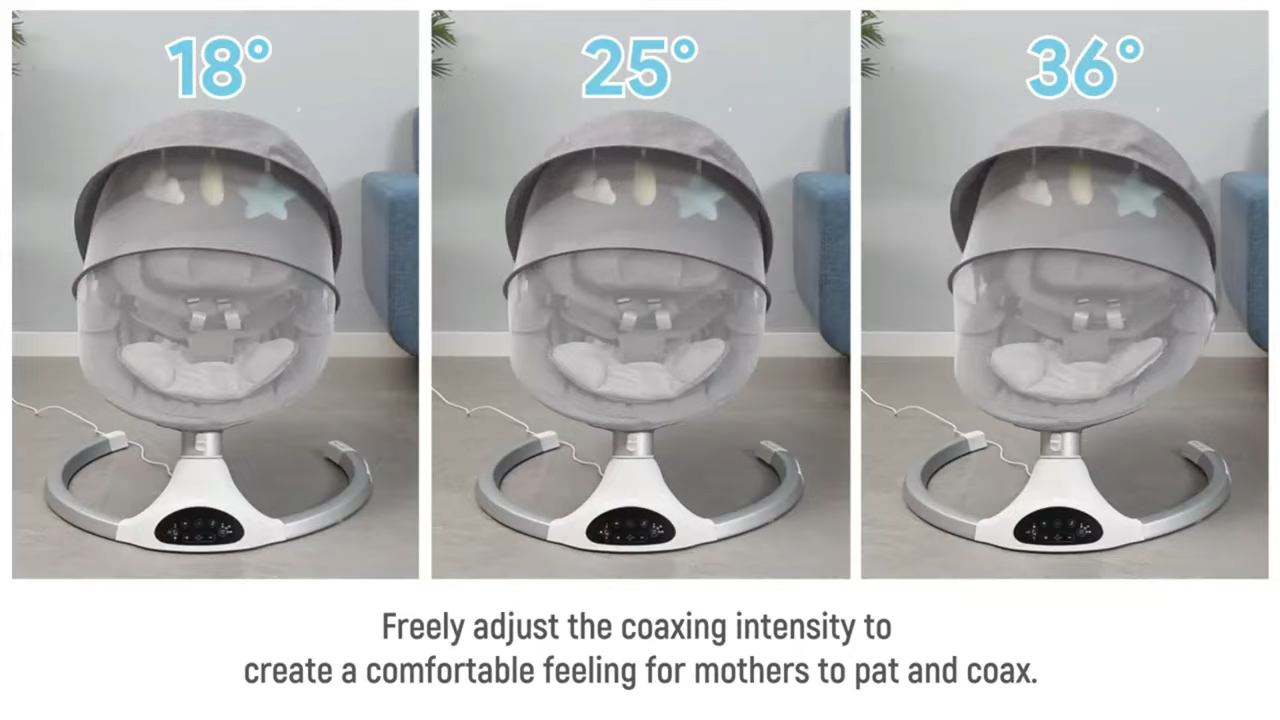 18°
25°
36°
Freely adjust the coaxing intensity to
create a comfortable feeling for mothers to pat and coax.